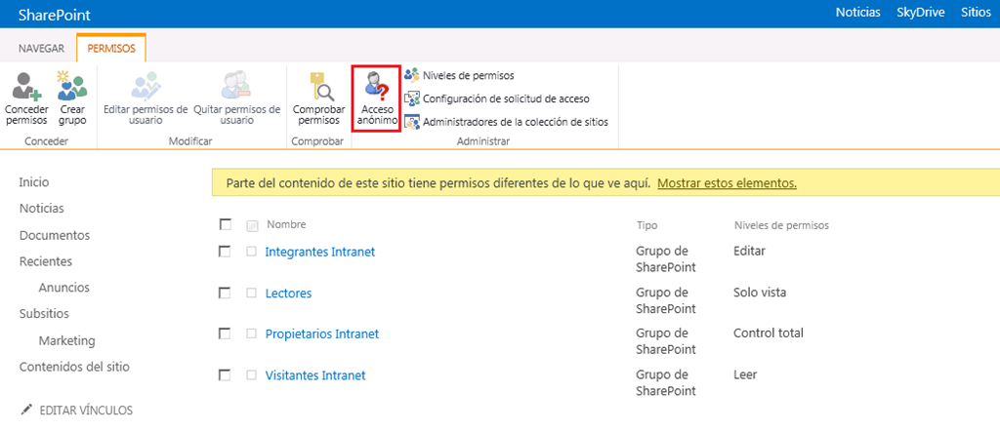 SharePoint
Noticias SkyDrive Sitios
NAVEGAR PERMISOS
Conceder permisos
Crear grupo
Conceder
Editar permisos de usuario
Quitar permisos de usuario
Modificar
Comprobar permisos
Comprobar
Acceso anónimo
Niveles de permisos
Configuración de solicitud de acceso
Administradores de la colección de sitios
Administrar
Inicio
Noticias
Documentos
Recientes
Anuncios
Subsitios
Marketing
Contenidos del sitio
EDITAR VÍNCULOS
Parte del contenido de este sitio tiene permisos diferentes de lo que ve aquí. Mostrar estos elementos.
Nombre Tipo Niveles de permisos
Integrantes Intranet Grupo de SharePoint Editar
Lectores Grupo de SharePoint Solo vista
Propietarios Intranet Grupo de SharePoint Control total
Visitantes Intranet Grupo de SharePoint Leer